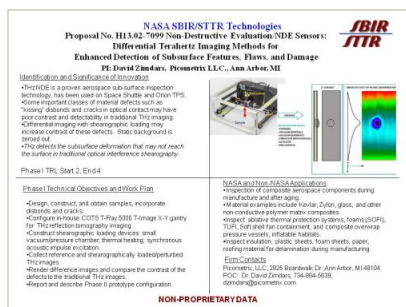 NASA SBIR/STTR Technologies
Proposal No. H13.02-7099 Non-Destructive Evaluation/NDE Sensors:
Differential Terahertz Imaging Methods for
Enhanced Detection of Subsurface Features, Flaws, and Damage
PI: David Zimdars, Picometrix LLC., Ann Arbor, MI
SBIR
STTR
Identification and Significance of Innovation
•THz NDE is a proven aerospace sub-surface inspection
technology, has been used on Space Shuttle and Orion TPS.
•Some important classes of material defects such as
"kissing" disbonds and cracks in optical contact may have
poor contrast and detectability in traditional THz imaging.
•Differential imaging with shearographic loading may
increase contrast of these defects. Static background is
zeroed out.
•THz detects the subsurface deformation that may not reach
the surface in traditional optical interference shearography.
Phase I TRL Start 2, End 4
Phase I Technical Objectives and Work Plan
•Design, construct, and obtain samples, incorporate
disbonds and cracks.
•Configure in-house COTS T-Ray 5000 T-Image X-Y gantry
for THz reflection tomography imaging.
•Construct shearographic loading devices: small
vacuum/pressure chamber, thermal heating; synchronous
acoustic impulse excitation.
•Collect reference and shearographically loaded/perturbed
THz images.
•Render difference images and compare the contrast of
the defects to the traditional THz images.
•Report and describe Phase II prototype configuration.
NASA and Non-NASA Applications
•Inspection of composite aerospace components during
manufacture and after aging.
•Material examples include Kevlar, Zylon, glass, and other
non-conductive polymer matrix composites.
•Inspect ablative thermal protection systems, foams (SOFI),
TUFI, Soft shell fan containment, and composite overwrap
pressure vessels, inflatable habitats.
•Inspect insulation, plastic sheets, foam sheets, paper,
roofing material for delamination during manufacturing.
Firm Contacts
Picometrix, LLC, 2925 Boardwalk Dr. Ann Arbor, MI 48104
POC: Dr. David Zimdars, 734-864-5639,
dzimdars@picometrix.com
NON-PROPRIETARY DATA